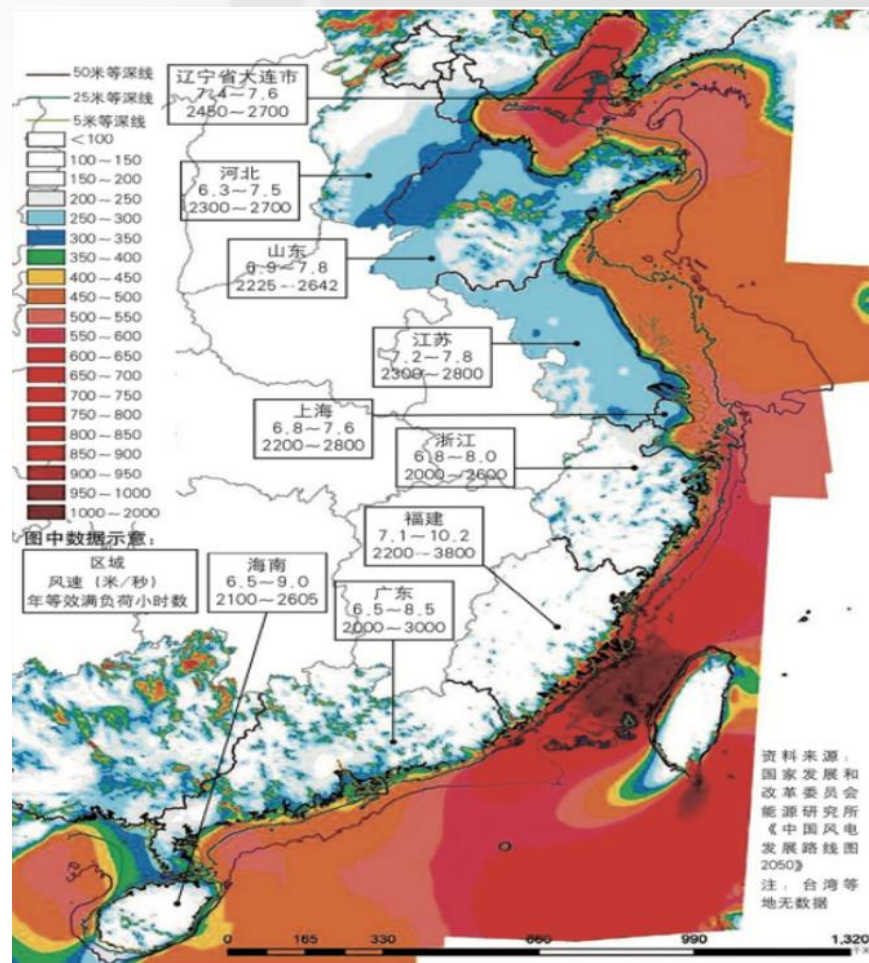 50米等深线
25米等深线
5米等深线
<100
100~150
150~200
200~250
250~300
300~350
350~400
400~450
450~500
500~550
550~600
600~650
650~700
700~750
750~800
800~850
850~900
900~950
950~1000
1000~2000
图中数据示意:
区域
风速(米/秒)
年等效满负荷小时数
辽宁省大连市
7.4~7.6
2450~2700
河北
6.3~7.5
2300~2700
山东
6.9~7.8
2225~2642
江苏
7.2~7.8
2300~2800
上海
6.8~7.6
2200~2800
浙江
6.8~8.0
2000~2600
福建
7.1~10.2
2200~3800
海南
6.5~9.0
2100~2605
广东
6.5~8.5
2000~3000
资料来源:
国家发展和
改革委员会
能源研究所
《中国风电
发展路线图
2050》
注:台湾等
地无数据
0 165 330 660 990 1,320
千米